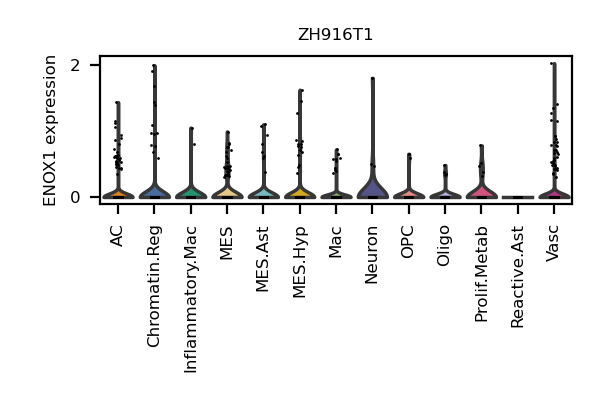 ZH916T1
ENOX1 expression
2
0
AC
Chromatin.Reg
Inflammatory.Mac
MES
MES.Ast
MES.Hyp
Mac
Neuron
OPC
Oligo
Prolif.Metab
Reactive.Ast
Vasc